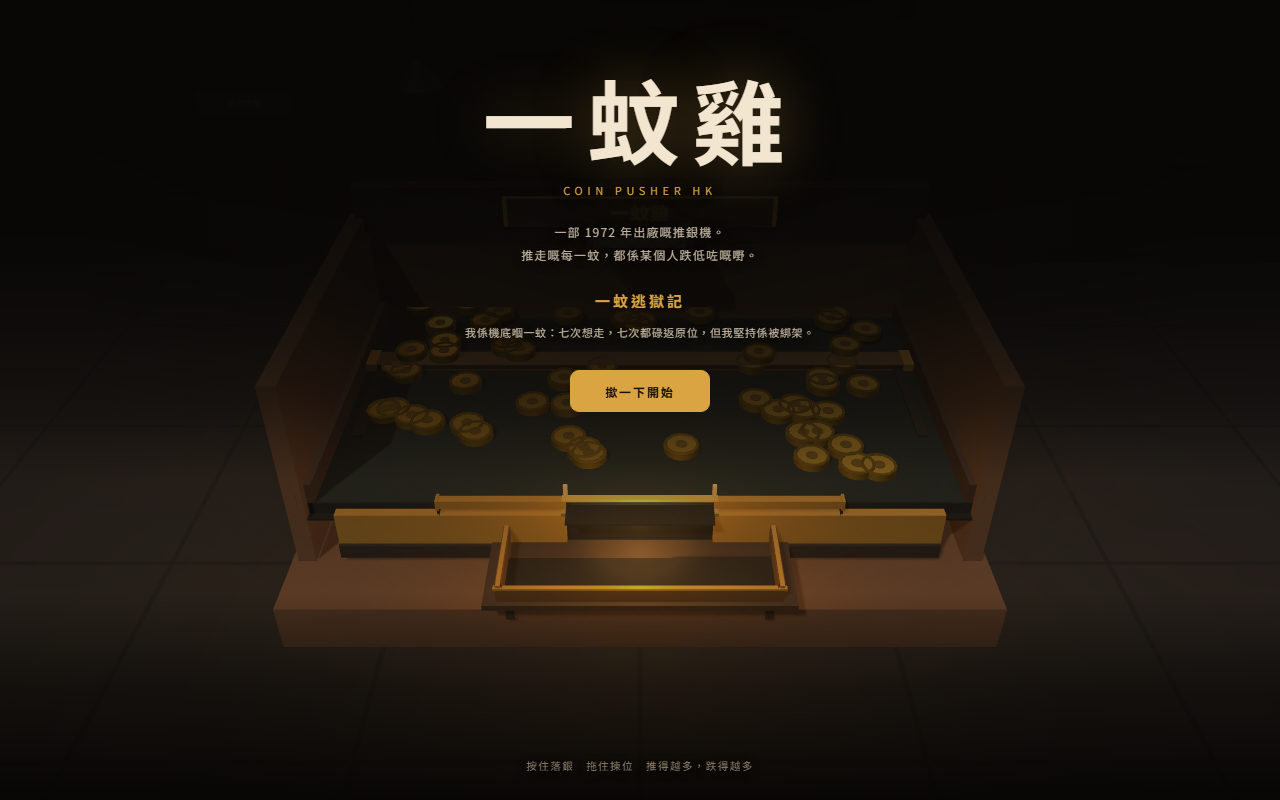 一蚊雞
COIN PUSHER HK
一蚊雞
一部 1972 年出廠嘅推銀機。
推走嘅每一蚊，都係某個人跌低咗嘅嘢。
一蚊逃獄記
我係機底嗰一蚊：七次想走，七次都碌返原位，但我堅持係被綁架。
撳一下開始
按住落銀　拖住揀位　推得越多，跌得越多